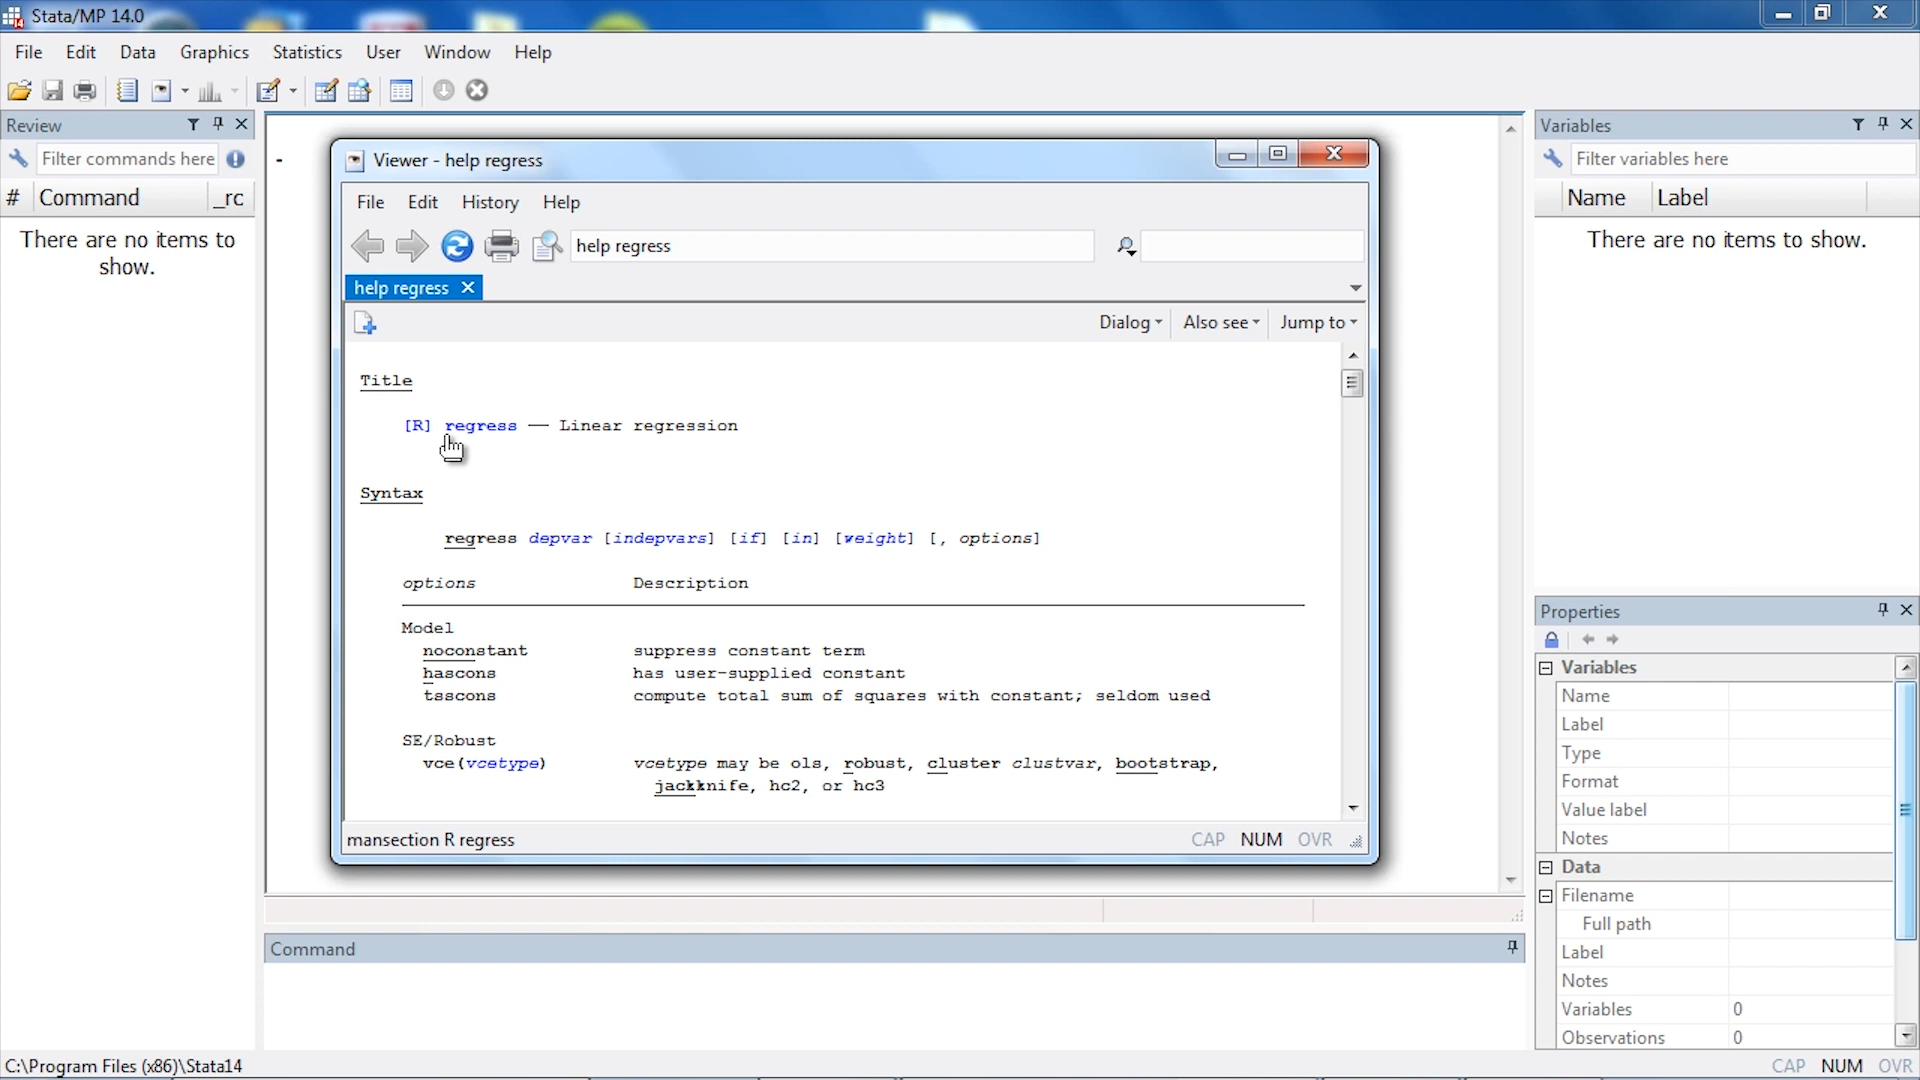 Stata/MP 14.0
File Edit Data Graphics Statistics User Window Help
Review
Filter commands here
# Command _rc
There are no items to
show.
-
Viewer - help regress
File Edit History Help
help regress
help regress
Dialog Also see Jump to
Title
[R] regress — Linear regression
Syntax
regress depvar [indepvars] [if] [in] [weight] [, options]
options Description
Model
noconstant suppress constant term
hascons has user-supplied constant
tsscons compute total sum of squares with constant; seldom used
SE/Robust
vce(vcetype) vcetype may be ols, robust, cluster clustvar, bootstrap,
jackknife, hc2, or hc3
mansection R regress CAP NUM OVR
Command
Variables
Filter variables here
Name Label
There are no items to show.
Properties
Variables
Name
Label
Type
Format
Value label
Notes
Data
Filename
Full path
Label
Notes
Variables 0
Observations 0
C:\Program Files (x86)\Stata14 CAP NUM OVR